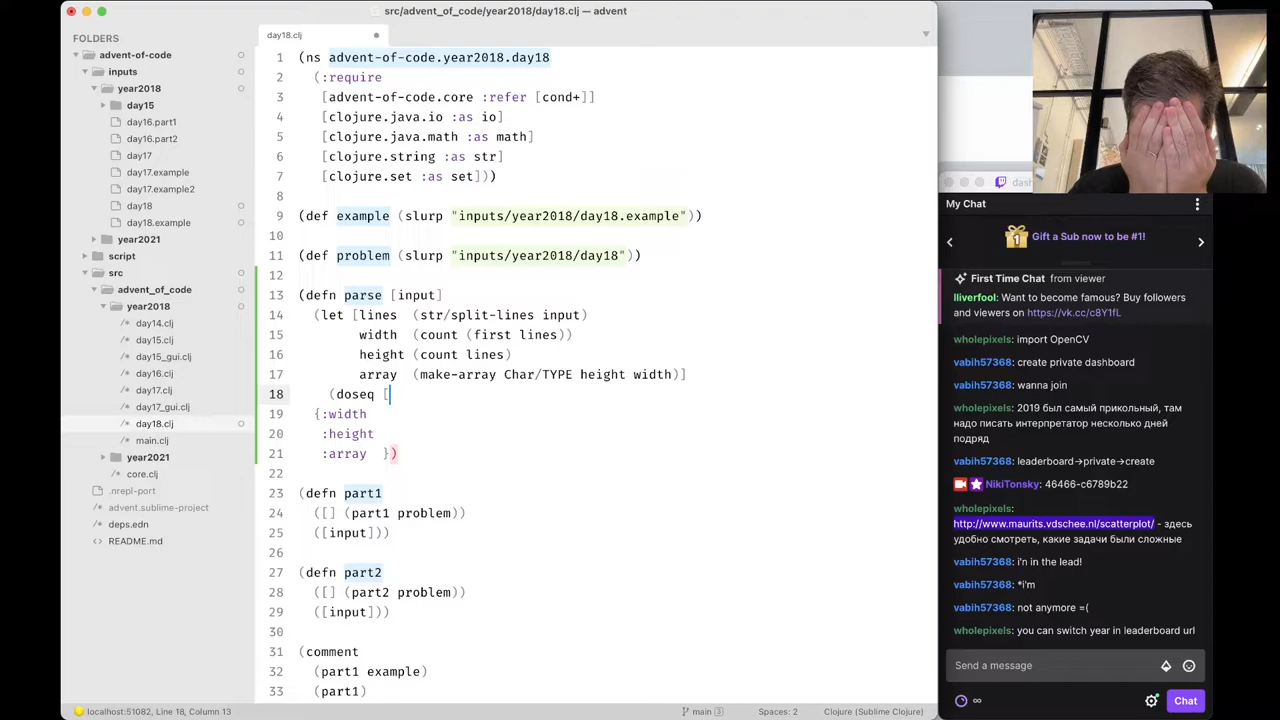 src/advent_of_code/year2018/day18.clj — advent
FOLDERS
advent-of-code
inputs
year2018
day15
day16.part1
day16.part2
day17
day17.example
day17.example2
day18
day18.example
year2021
script
src
advent_of_code
year2018
day14.clj
day15.clj
day15_gui.clj
day16.clj
day17.clj
day17_gui.clj
day18.clj
main.clj
year2021
core.clj
.nrepl-port
advent.sublime-project
deps.edn
README.md
day18.clj
1 (ns advent-of-code.year2018.day18
2 (:require
3 [advent-of-code.core :refer [cond+]]
4 [clojure.java.io :as io]
5 [clojure.java.math :as math]
6 [clojure.string :as str]
7 [clojure.set :as set]))
8
9 (def example (slurp "inputs/year2018/day18.example"))
10
11 (def problem (slurp "inputs/year2018/day18"))
12
13 (defn parse [input]
14 (let [lines (str/split-lines input)
15 width (count (first lines))
16 height (count lines)
17 array (make-array Char/TYPE height width)]
18 (doseq [
19 {:width
20 :height
21 :array })
22
23 (defn part1
24 ([] (part1 problem))
25 ([input]))
26
27 (defn part2
28 ([] (part2 problem))
29 ([input]))
30
31 (comment
32 (part1 example)
33 (part1)
localhost:51082, Line 18, Column 13
main 3
Spaces: 2
Clojure (Sublime Clojure)
My Chat
1 Gift a Sub now to be #1!
First Time Chat from viewer
lliverfool: Want to become famous? Buy followers
and viewers on https://vk.cc/c8Y1fL
wholepixels: import OpenCV
vabih57368: create private dashboard
vabih57368: wanna join
wholepixels: 2019 был самый прикольный, там
надо писать интерпретатор несколько дней
подряд
vabih57368: leaderboard→private→create
NikiTonsky: 46466-c6789b22
wholepixels:
http://www.maurits.vdschee.nl/scatterplot/ - здесь
удобно смотреть, какие задачи были сложные
vabih57368: i'n in the lead!
vabih57368: *i'm
vabih57368: not anymore =(
wholepixels: you can switch year in leaderboard url
Send a message
Chat